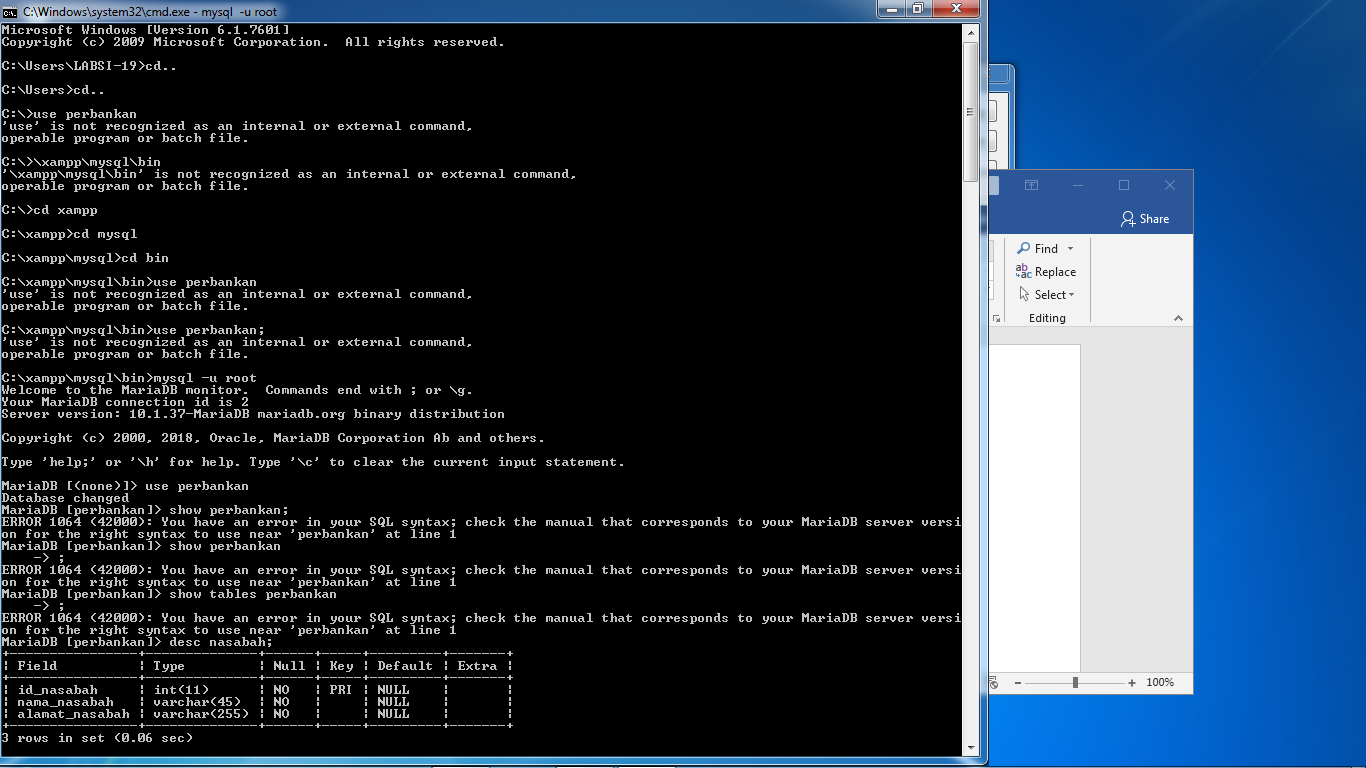 C:\Windows\system32\cmd.exe - mysql -u root
Microsoft Windows [Version 6.1.7601]
Copyright (c) 2009 Microsoft Corporation.  All rights reserved.
C:\Users\LABSI-19>cd..
C:\Users>cd..
C:\>use perbankan
'use' is not recognized as an internal or external command,
operable program or batch file.
C:\>\xampp\mysql\bin
'\xampp\mysql\bin' is not recognized as an internal or external command,
operable program or batch file.
C:\>cd xampp
C:\xampp>cd mysql
C:\xampp\mysql>cd bin
C:\xampp\mysql\bin>use perbankan
'use' is not recognized as an internal or external command,
operable program or batch file.
C:\xampp\mysql\bin>use perbankan;
'use' is not recognized as an internal or external command,
operable program or batch file.
C:\xampp\mysql\bin>mysql -u root
Welcome to the MariaDB monitor.  Commands end with ; or \g.
Your MariaDB connection id is 2
Server version: 10.1.37-MariaDB mariadb.org binary distribution
Copyright (c) 2000, 2018, Oracle, MariaDB Corporation Ab and others.
Type 'help;' or '\h' for help. Type '\c' to clear the current input statement.
MariaDB [(none)]> use perbankan
Database changed
MariaDB [perbankan]> show perbankan;
ERROR 1064 (42000): You have an error in your SQL syntax; check the manual that corresponds to your MariaDB server versi
on for the right syntax to use near 'perbankan' at line 1
MariaDB [perbankan]> show perbankan
    -> ;
ERROR 1064 (42000): You have an error in your SQL syntax; check the manual that corresponds to your MariaDB server versi
on for the right syntax to use near 'perbankan' at line 1
MariaDB [perbankan]> show tables perbankan
    -> ;
ERROR 1064 (42000): You have an error in your SQL syntax; check the manual that corresponds to your MariaDB server versi
on for the right syntax to use near 'perbankan' at line 1
MariaDB [perbankan]> desc nasabah;
+----------------+--------------+------+-----+---------+-------+
| Field          | Type         | Null | Key | Default | Extra |
+----------------+--------------+------+-----+---------+-------+
| id_nasabah     | int(11)      | NO   | PRI | NULL    |       |
| nama_nasabah   | varchar(45)  | NO   |     | NULL    |       |
| alamat_nasabah | varchar(255) | NO   |     | NULL    |       |
+----------------+--------------+------+-----+---------+-------+
3 rows in set (0.06 sec)
Share
Find
Replace
Select
Editing
100%